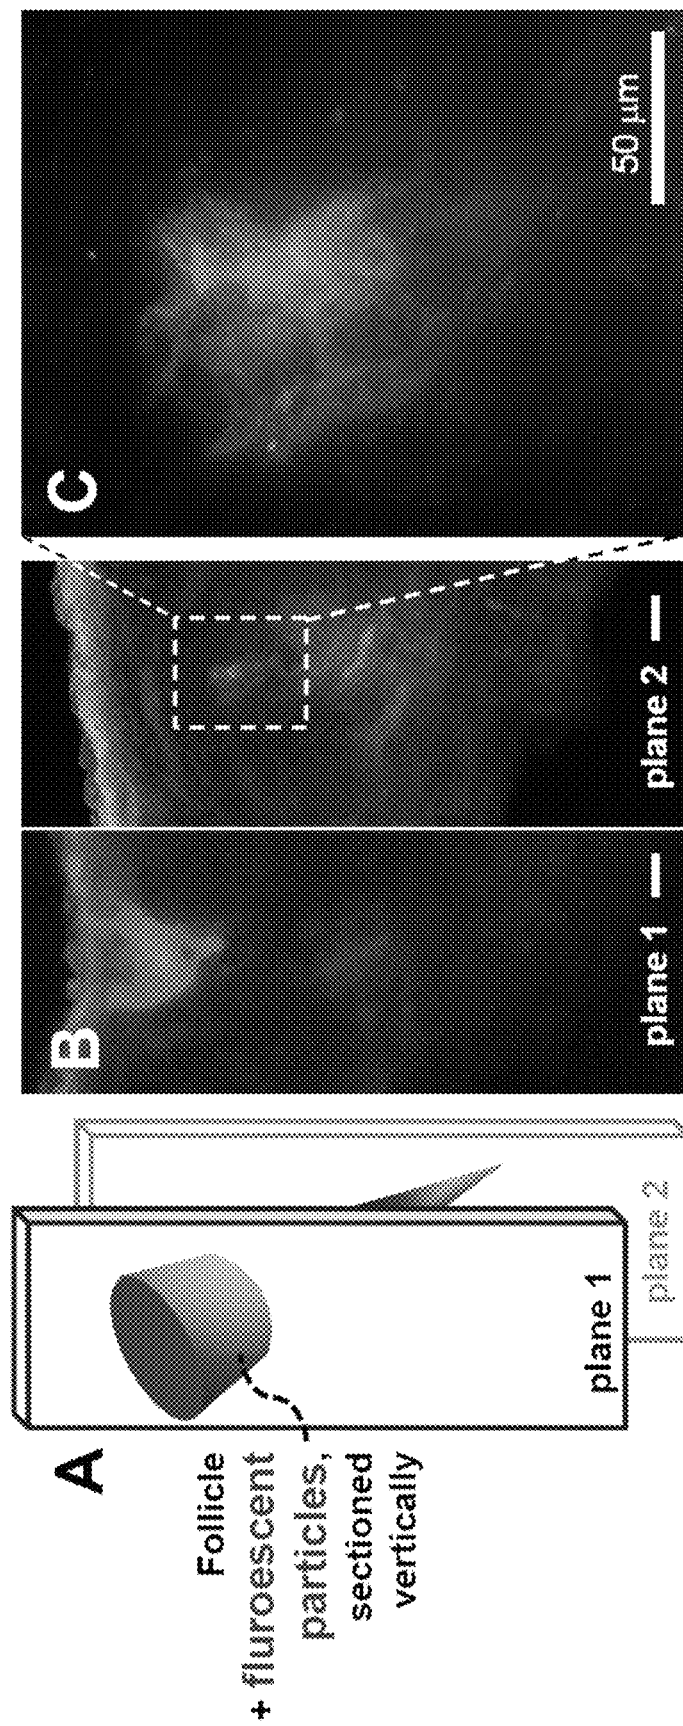 A
Follicle
+ fluroescent
particles,
sectioned
vertically
plane 1
plane 2
B
plane 1
plane 2
C
50 μm